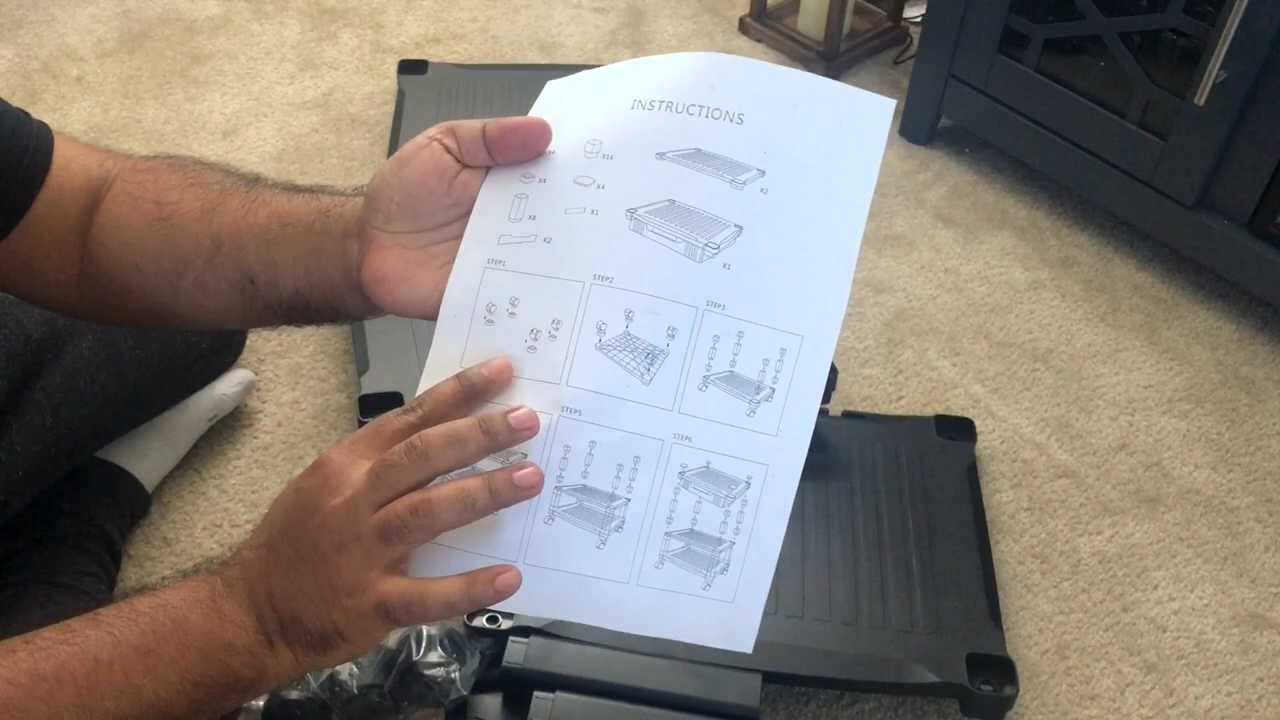 INSTRUCTIONS
X16
X2
X4
X4
X8
X1
X2
X1
STEP1
STEP2
STEP3
STEP5
STEP6